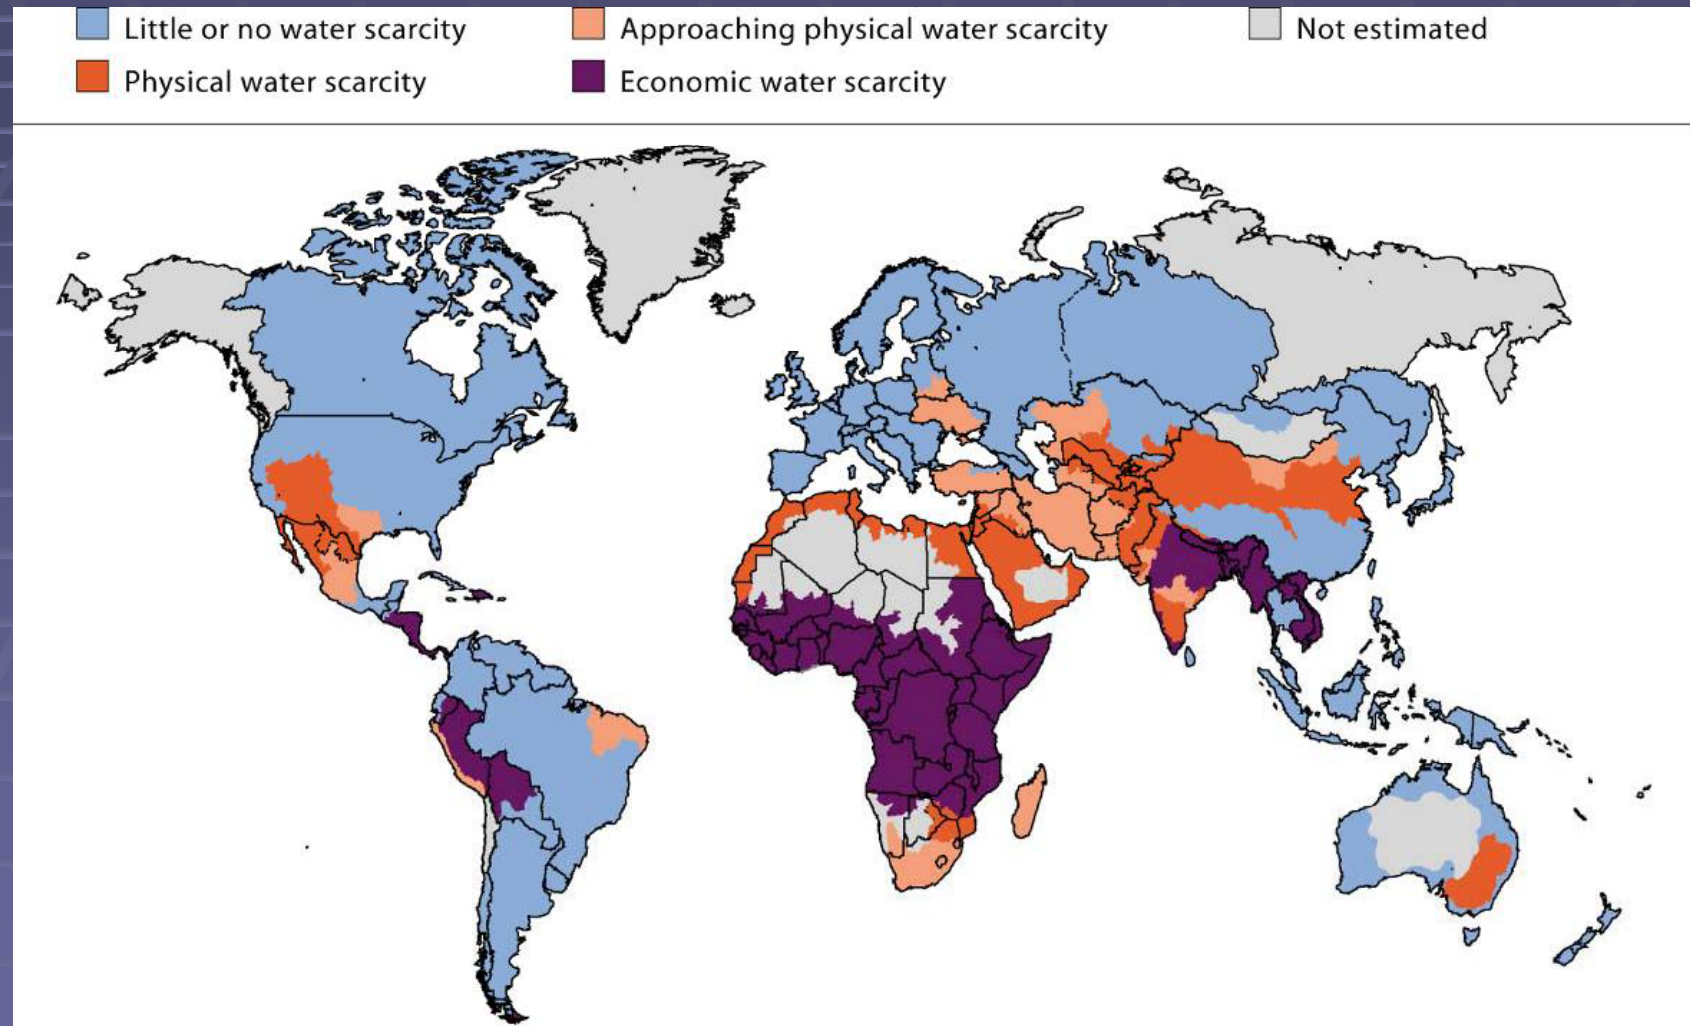 Little or no water scarcity
Approaching physical water scarcity
Not estimated
Physical water scarcity
Economic water scarcity